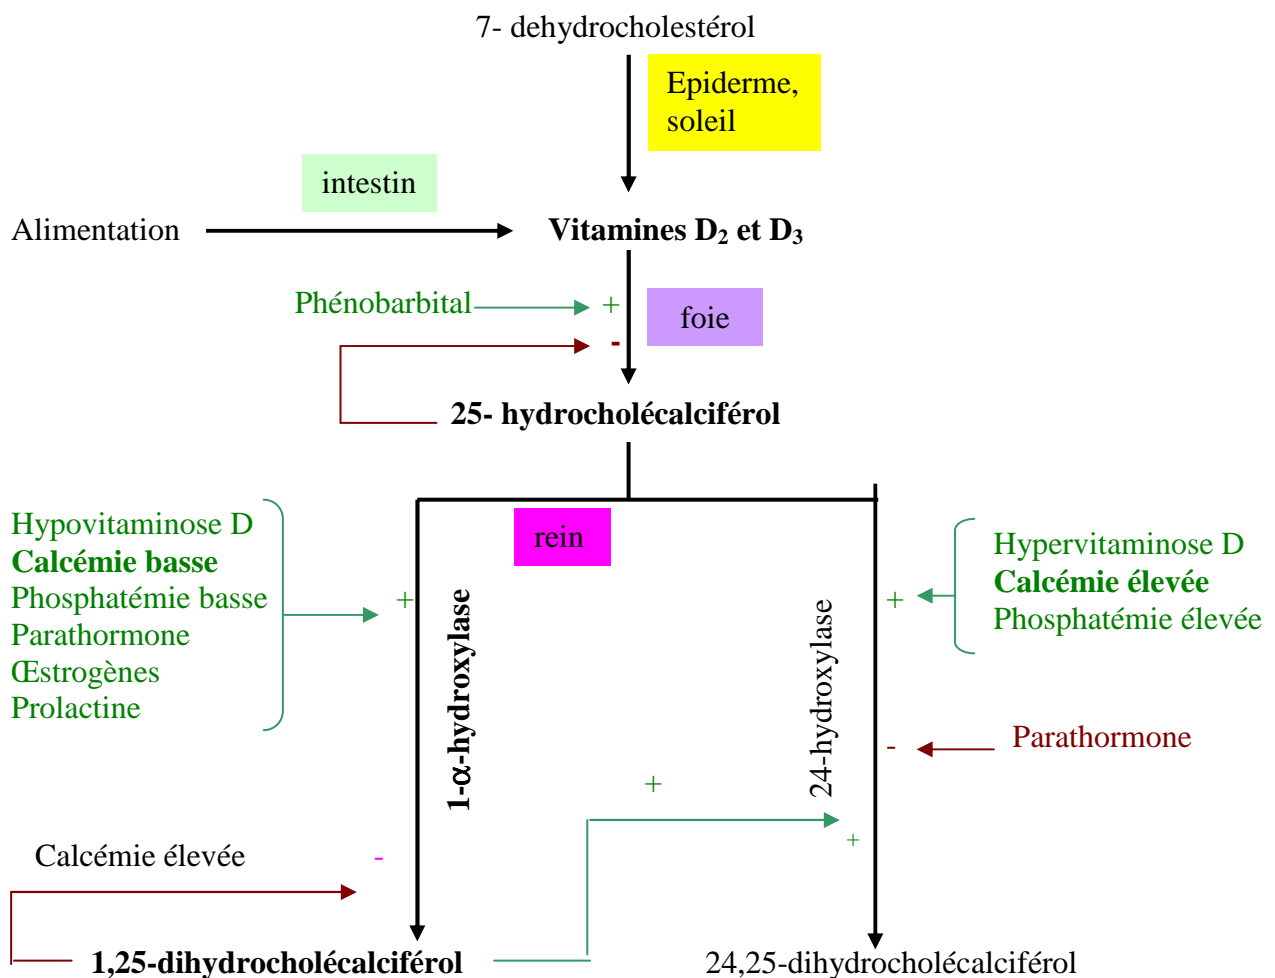 7- dehydrocholestérol
Epiderme,
soleil
intestin
Alimentation
Vitamines D₂ et D₃
Phénobarbital
+
foie
-
25- hydrocholécalciférol
rein
Hypovitaminose D
Calcémie basse
Phosphatémie basse
Parathormone
Œstrogènes
Prolactine
+
1-α-hydroxylase
24-hydroxylase
+
Hypervitaminose D
Calcémie élevée
Phosphatémie élevée
-
Parathormone
+
+
Calcémie élevée
-
1,25-dihydrocholécalciférol
24,25-dihydrocholécalciférol